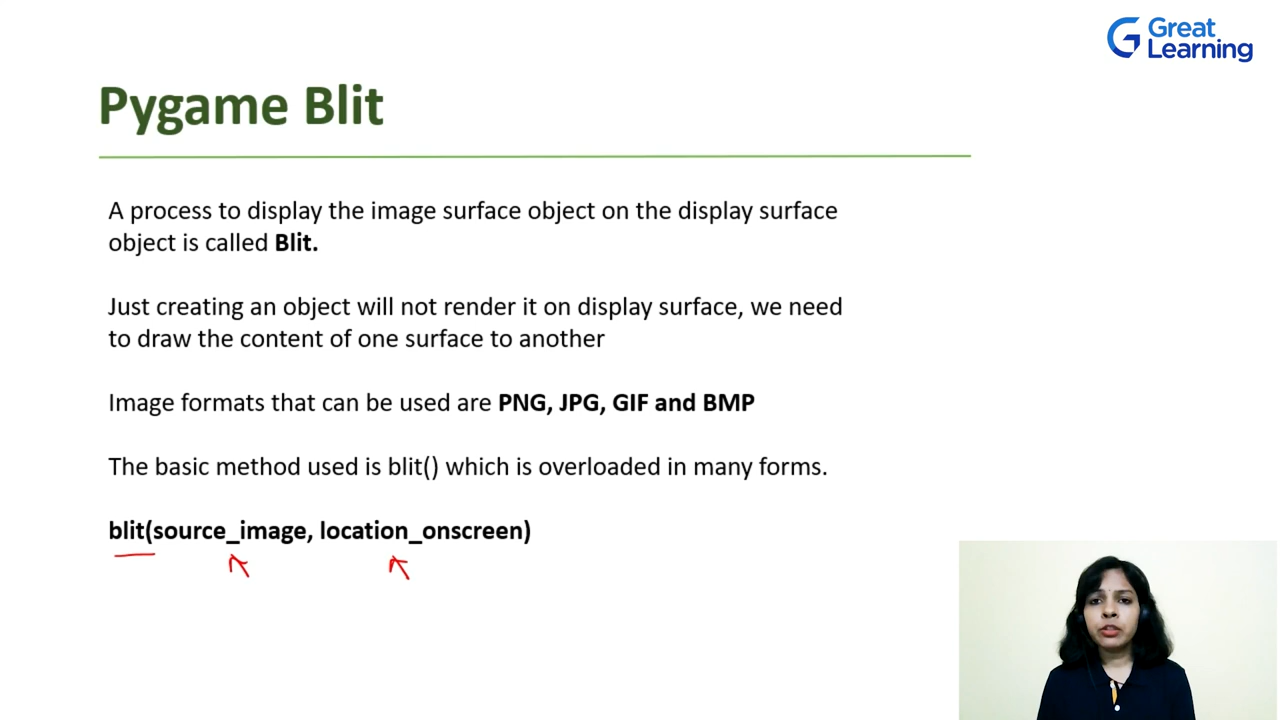 Great
Learning
Pygame Blit
A process to display the image surface object on the display surface
object is called Blit.
Just creating an object will not render it on display surface, we need
to draw the content of one surface to another
Image formats that can be used are PNG, JPG, GIF and BMP
The basic method used is blit() which is overloaded in many forms.
blit(source_image, location_onscreen)